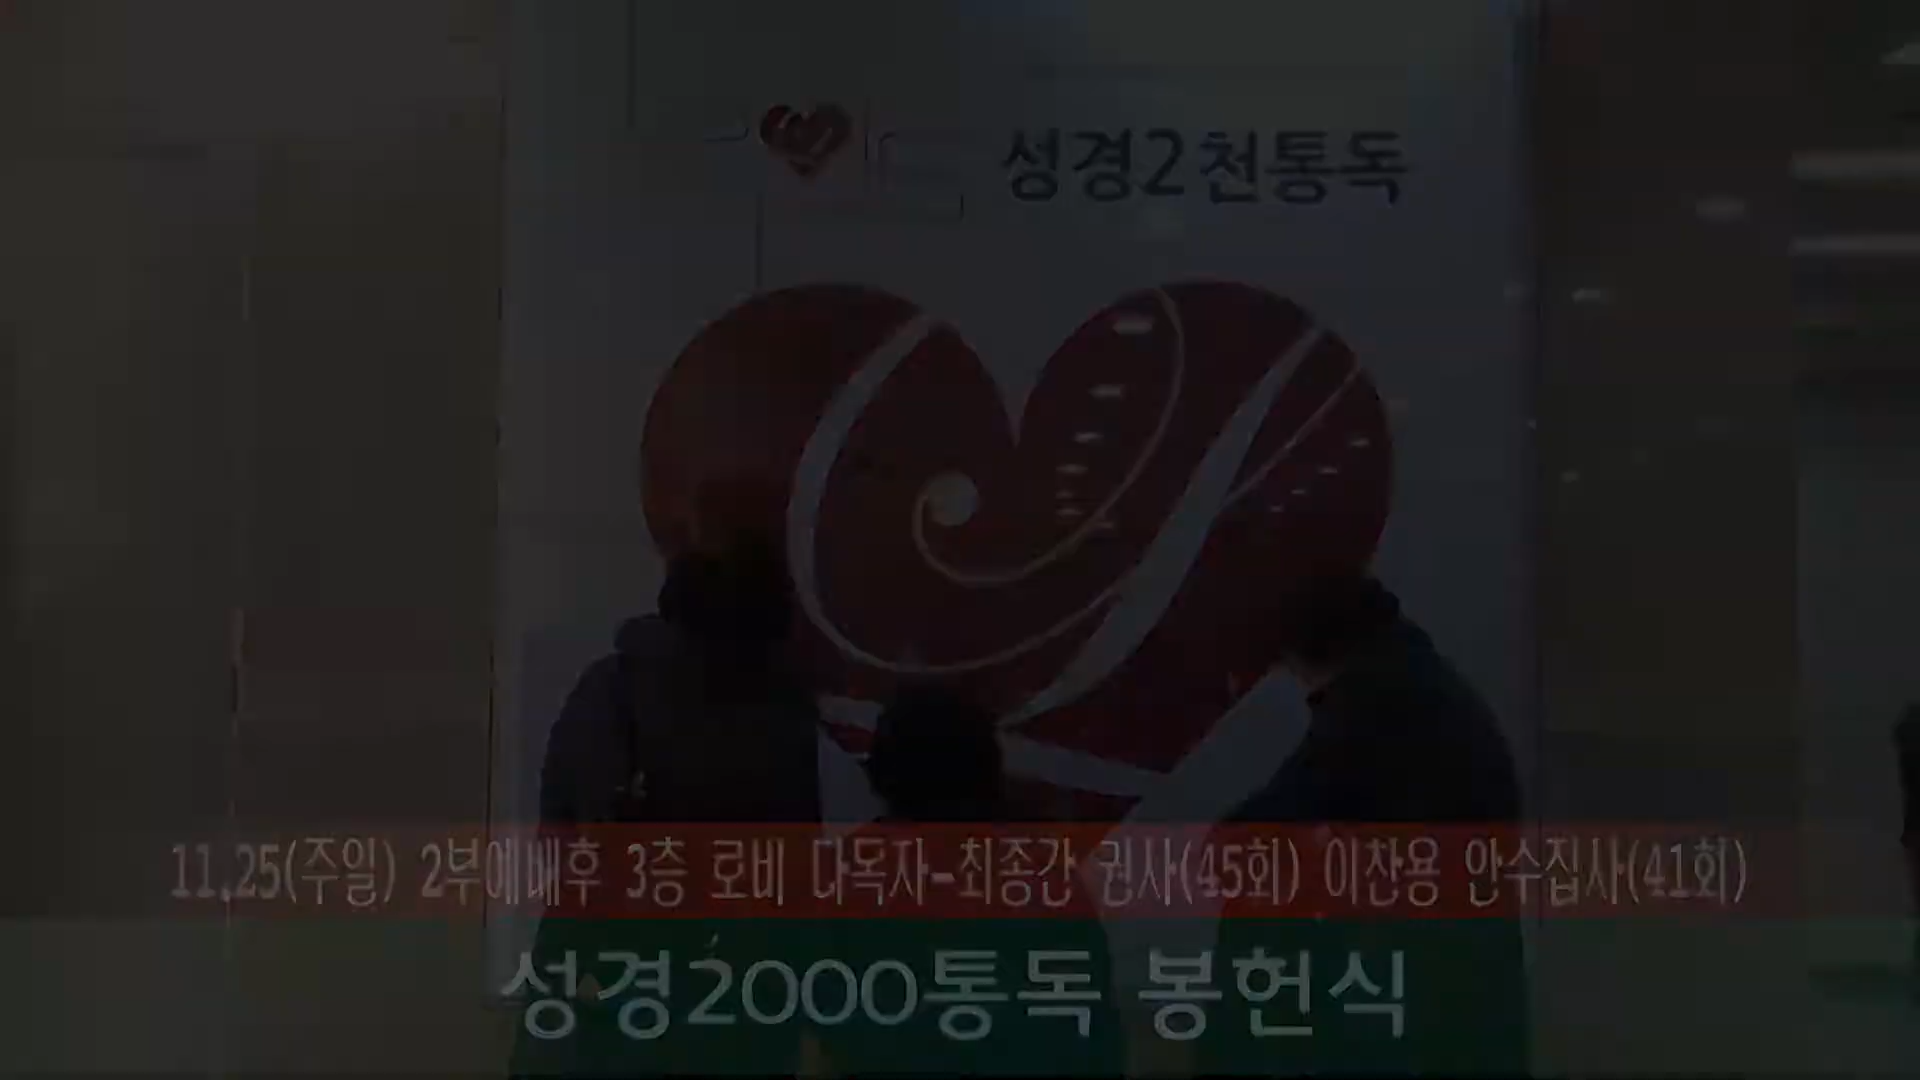 성경2천통독
11.25(주일) 2부예배후 3층 로비 다독자-최종간 권사(45회) 이찬용 안수집사(41회)
성경2000통독 봉헌식